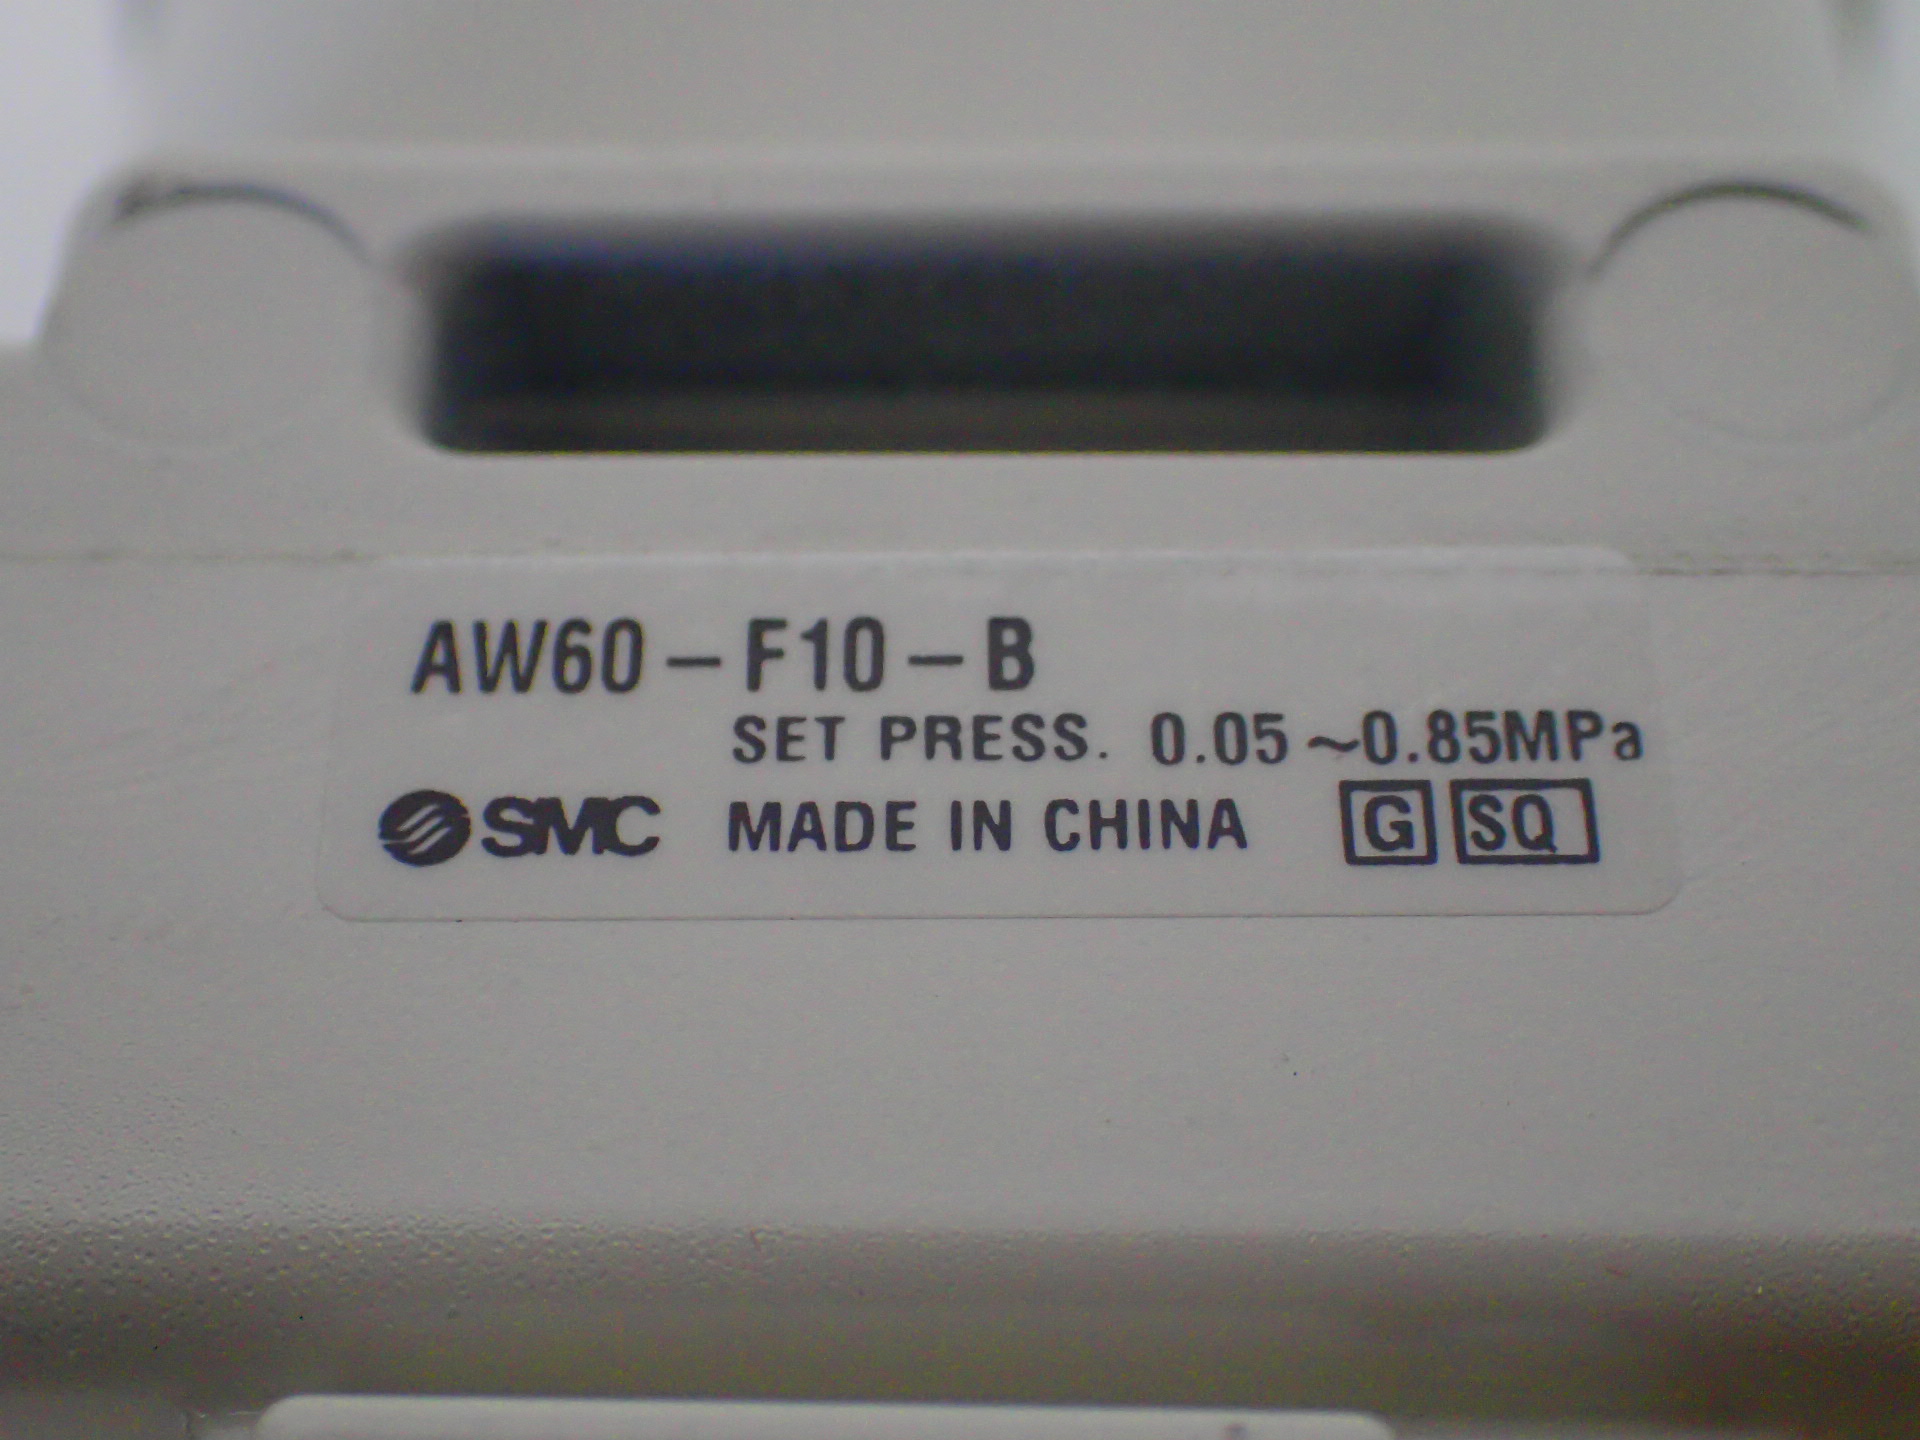 AW60-F10-B
SET PRESS. 0.05~0.85MPa
SMC MADE IN CHINA G SQ